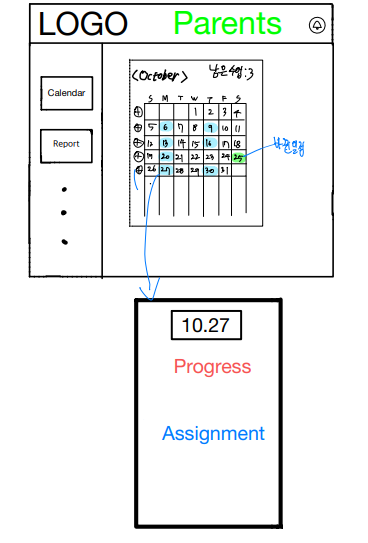 LOGO Parents
Calendar
Report
<October> 남은수업:3
S M T W T F S
1 2 3 4
5 6 7 8 9 10 11
12 13 14 15 16 17 18
19 20 21 22 23 24 25
26 27 28 29 30 31
10.27
Progress
Assignment